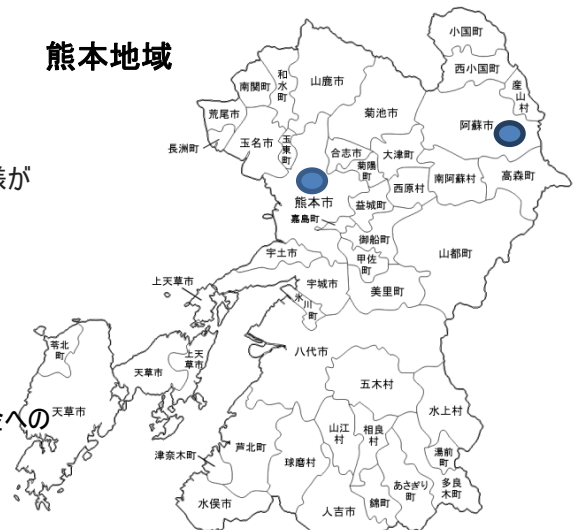 熊本地域
小国町
西小国町
産山村
南関町
和水町
山鹿市
菊池市
阿蘇市
荒尾市
長洲町
玉名市
玉東町
合志市
菊陽町
大津町
様が
熊本市
西原村
南阿蘇村
高森町
嘉島町
益城町
御船町
宇土市
甲佐町
山都町
上天草市
宇城市
美里町
氷川町
苓北町
天草市
上天草市
八代市
五木村
への
天草市
水上村
芦北町
山江村
相良村
津奈木町
球磨村
湯前町
水俣市
人吉市
錦町
あさぎり町
多良木町